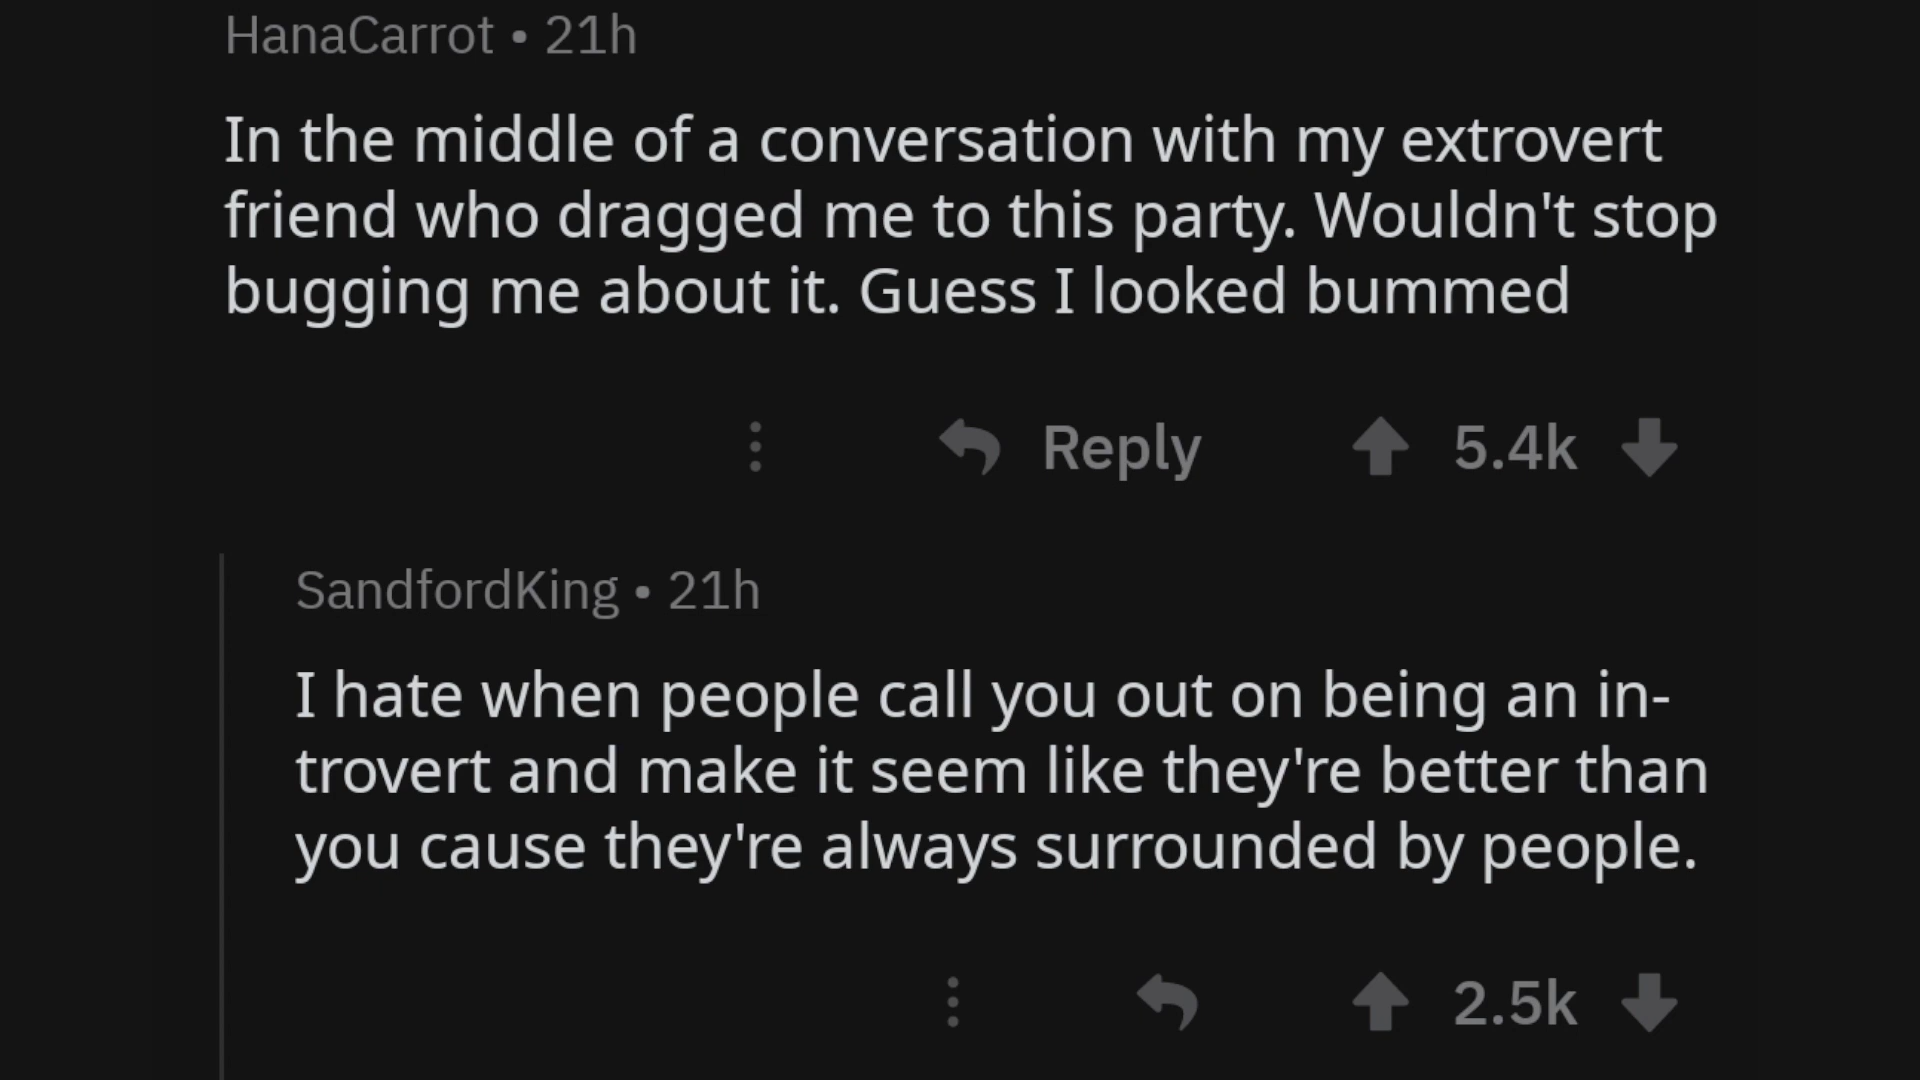 HanaCarrot • 21h
In the middle of a conversation with my extrovert
friend who dragged me to this party. Wouldn't stop
bugging me about it. Guess I looked bummed
Reply 5.4k
SandfordKing • 21h
I hate when people call you out on being an in-
trovert and make it seem like they're better than
you cause they're always surrounded by people.
2.5k